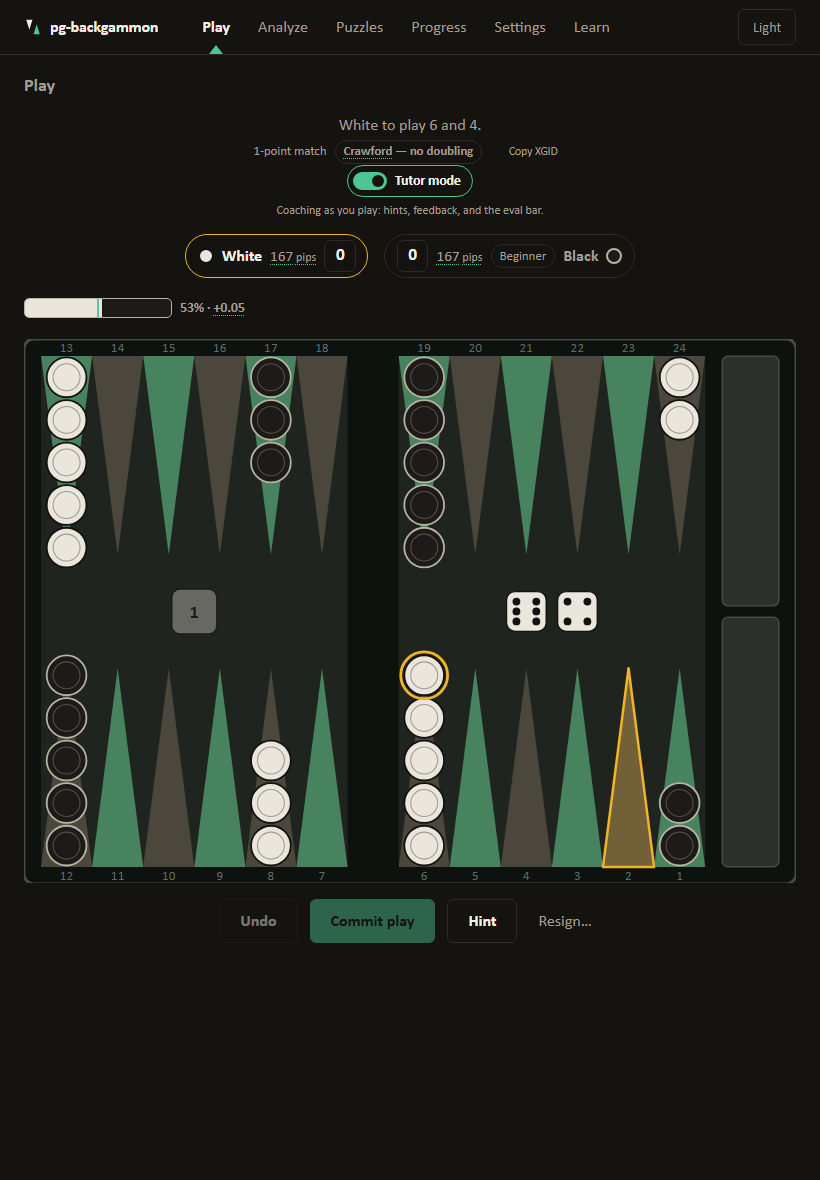 pg-backgammon Play Analyze Puzzles Progress Settings Learn Light
Play
White to play 6 and 4.
1-point match Crawford — no doubling Copy XGID
Tutor mode
Coaching as you play: hints, feedback, and the eval bar.
White 167 pips 0 0 167 pips Beginner Black
53% · +0.05
13 14 15 16 17 18 19 20 21 22 23 24
1
12 11 10 9 8 7 6 5 4 3 2 1
Undo Commit play Hint Resign...